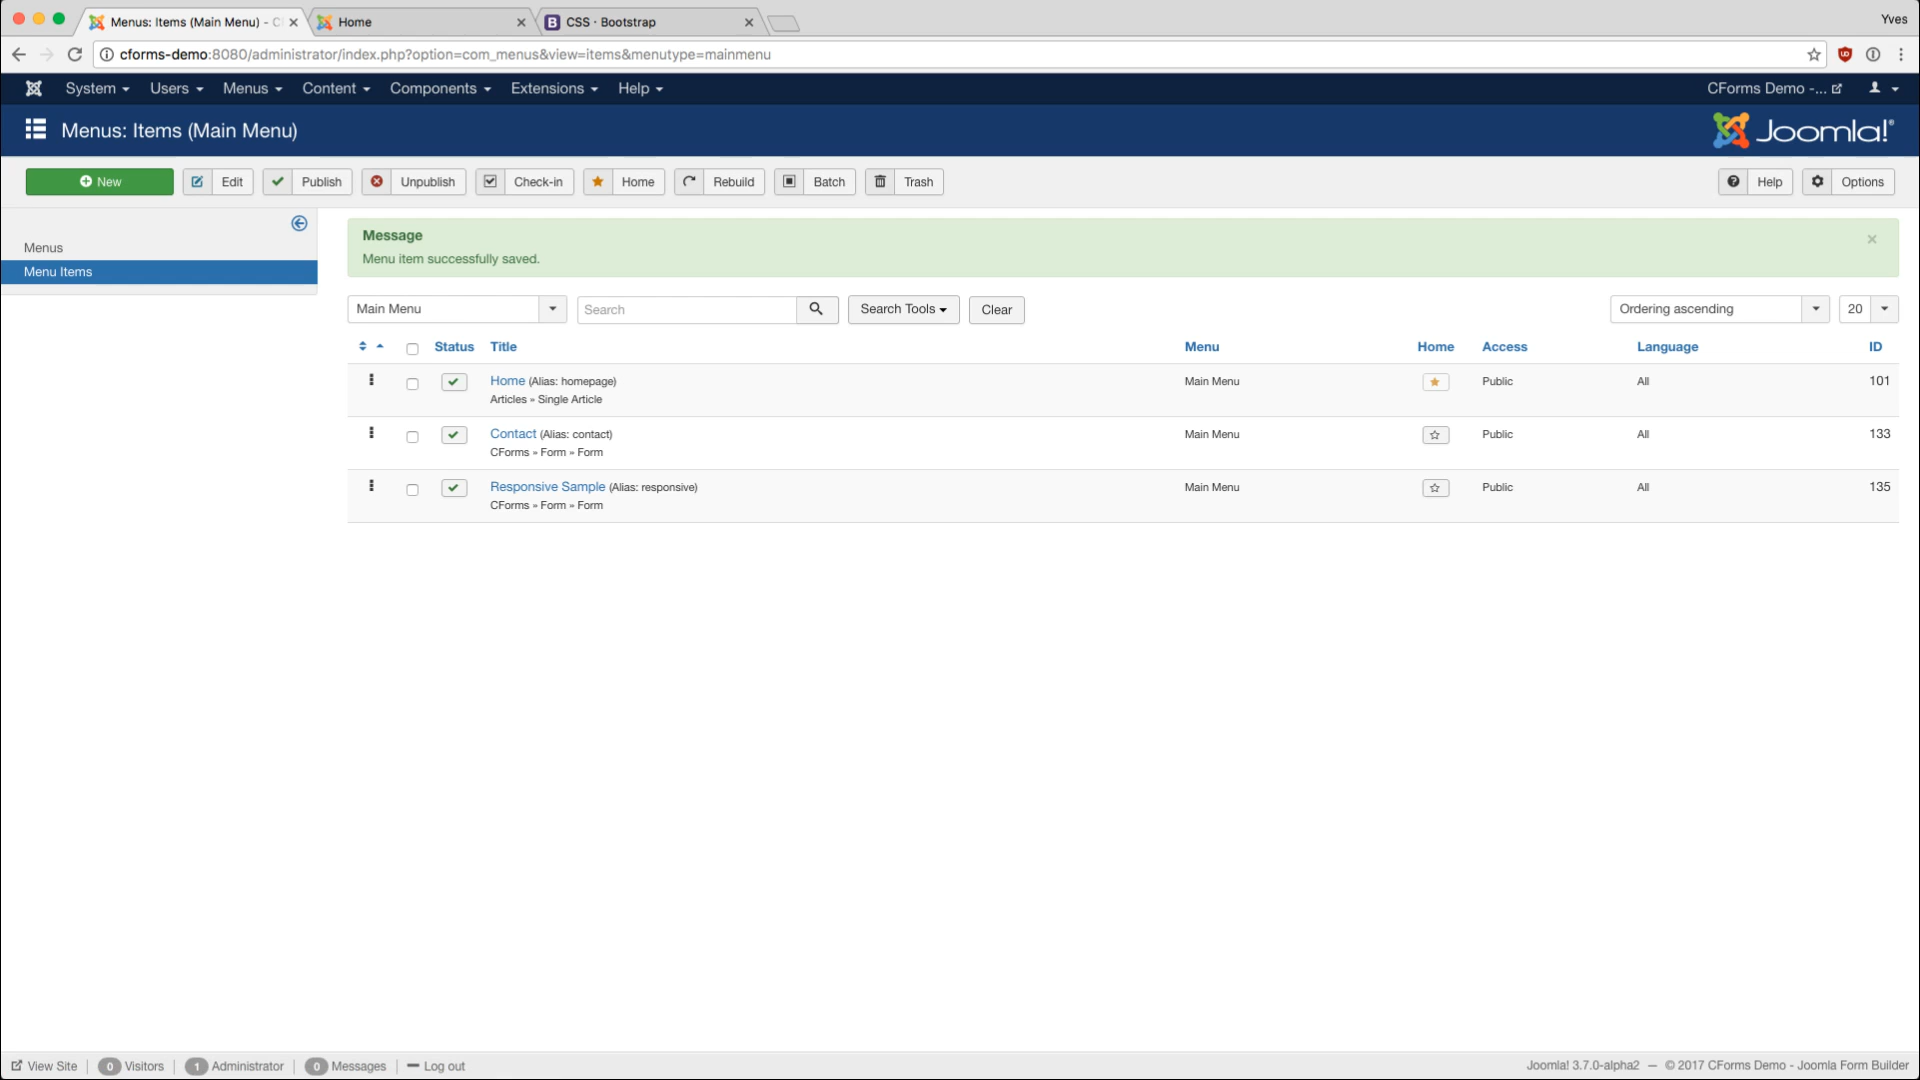 Menus: Items (Main Menu) - C
Home
CSS · Bootstrap
Yves
cforms-demo:8080/administrator/index.php?option=com_menus&view=items&menutype=mainmenu
System Users Menus Content Components Extensions Help CForms Demo -...
Menus: Items (Main Menu)
Joomla!®
New Edit Publish Unpublish Check-in Home Rebuild Batch Trash Help Options
Menus
Menu Items
Message
Menu item successfully saved.
Main Menu Search Search Tools Clear Ordering ascending 20
Status Title Menu Home Access Language ID
Home (Alias: homepage) Main Menu Public All 101
Articles » Single Article
Contact (Alias: contact) Main Menu Public All 133
CForms » Form » Form
Responsive Sample (Alias: responsive) Main Menu Public All 135
CForms » Form » Form
View Site 0 Visitors 1 Administrator 0 Messages Log out Joomla! 3.7.0-alpha2 — © 2017 CForms Demo - Joomla Form Builder